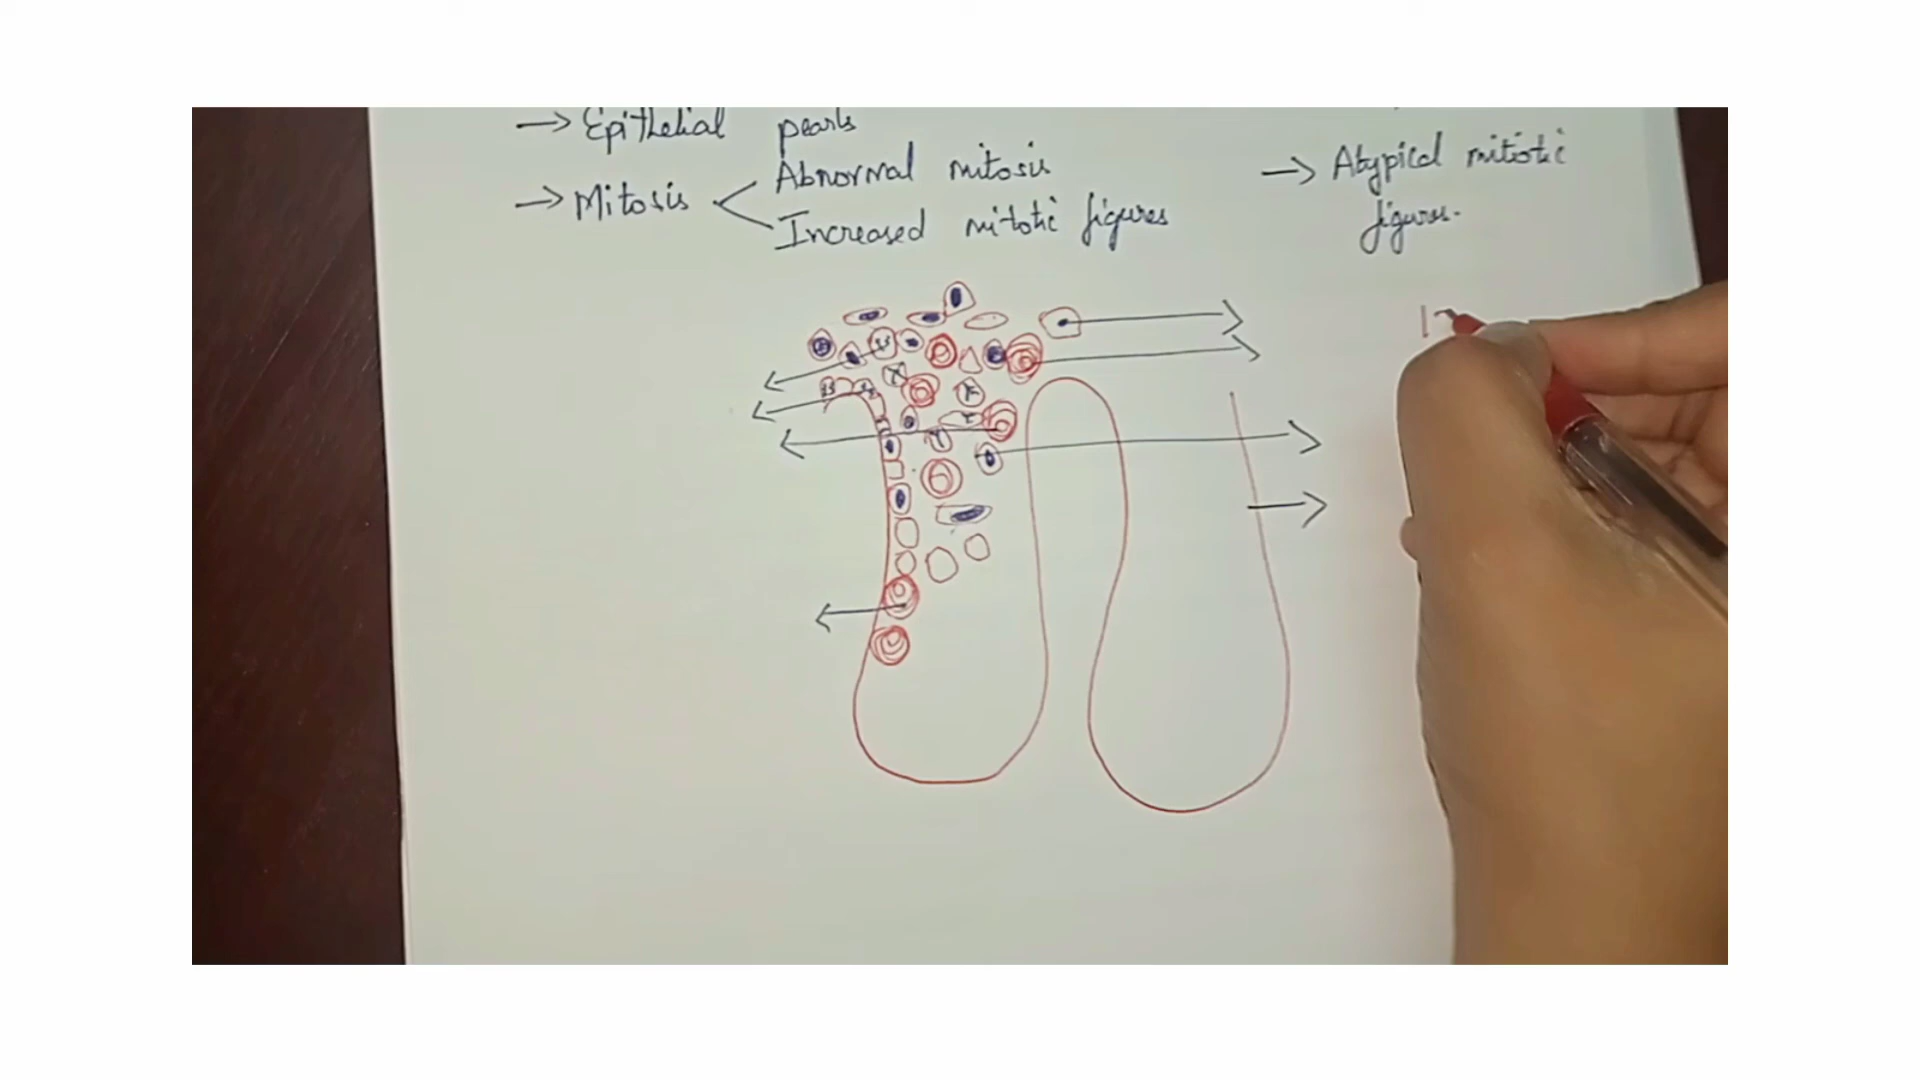 → Epithelial pearls
→ Mitosis < Abnormal mitosis
Increased mitotic figures
→ Atypical mitotic
figures.